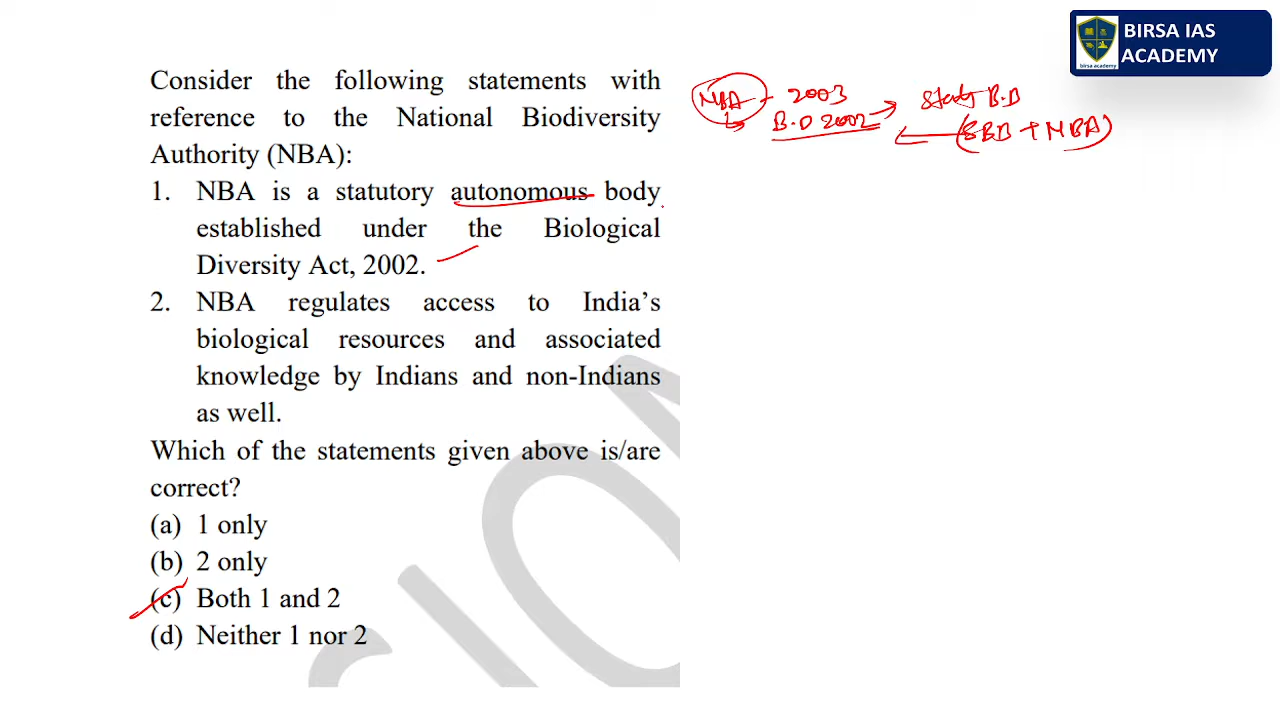 BIRSA IAS
ACADEMY
birsa academy
Consider the following statements with
reference to the National Biodiversity
Authority (NBA):
1. NBA is a statutory autonomous body
established under the Biological
Diversity Act, 2002.
2. NBA regulates access to India’s
biological resources and associated
knowledge by Indians and non-Indians
as well.
Which of the statements given above is/are
correct?
(a) 1 only
(b) 2 only
(c) Both 1 and 2
(d) Neither 1 nor 2
NBA - 2003
B.D 2002
State B.B
(SBB + NBA)